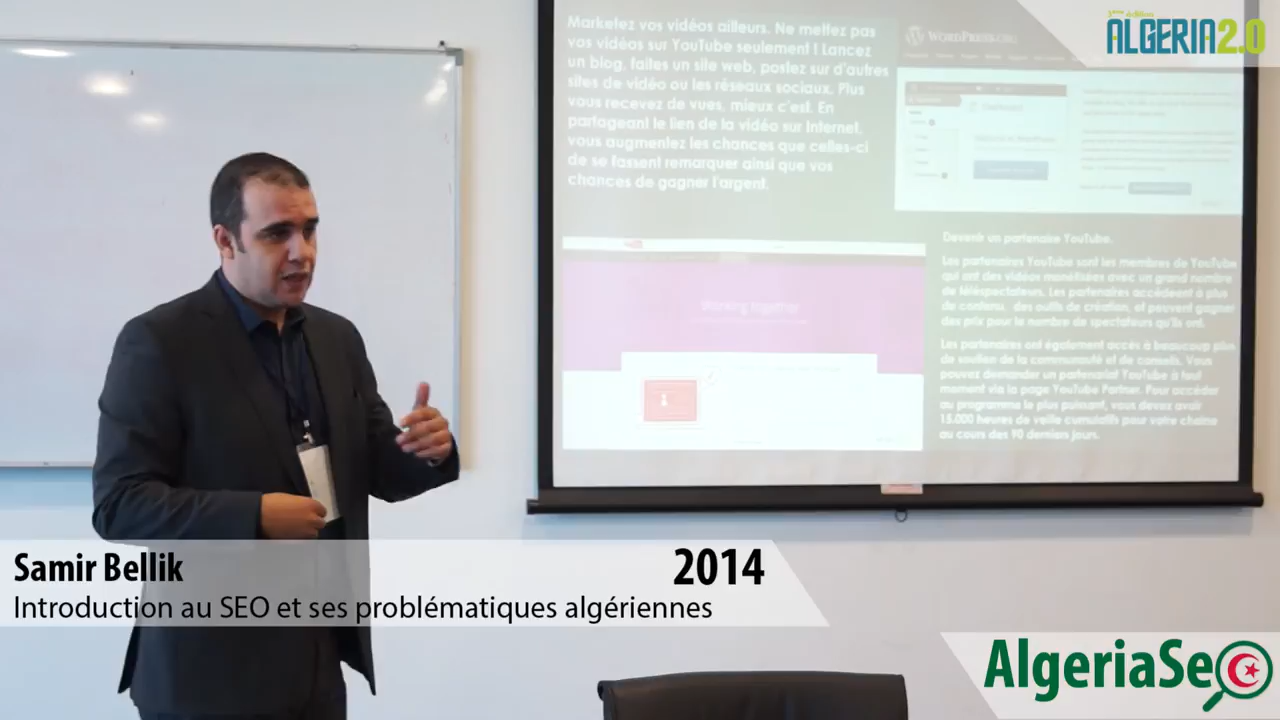 3ème édition
ALGERIA2.0
Marketez vos vidéos ailleurs. Ne mettez pas
vos vidéos sur YouTube seulement ! Lancez
un blog, faites un site web, postez sur d'autres
sites de vidéo ou les réseaux sociaux. Plus
vous recevez de vues, mieux c'est. En
partageant le lien de la vidéo sur Internet,
vous augmentez les chances que celles-ci
de se fassent remarquer ainsi que vos
chances de gagner l'argent.
WORDPRESS.ORG
Working together
Devenir un partenaire YouTube.
Les partenaires YouTube sont les membres de YouTube
qui ont des vidéos monétisées avec un grand nombre
de téléspectateurs. Les partenaires accèdent à plus
de contenu, des outils de création, et peuvent gagner
des prix pour le nombre de spectateurs qu'ils ont.
Les partenaires ont également accès à beaucoup plus
de soutien de la communauté et de conseils. Vous
pouvez demander un partenariat YouTube à tout
moment via la page YouTube Partner. Pour accéder
au programme le plus puissant, vous devez avoir
15.000 heures de veille cumulatifs pour votre chaîne
au cours des 90 derniers jours.
Samir Bellik
2014
Introduction au SEO et ses problématiques algériennes
AlgeriaSeo